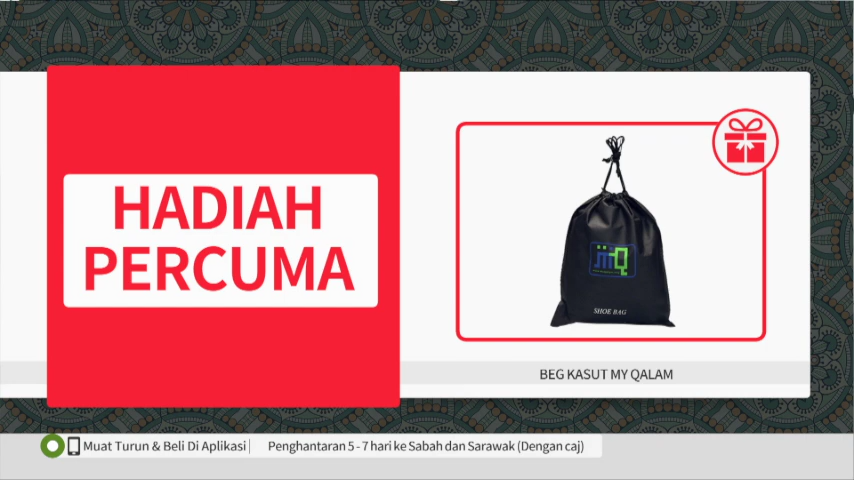 HADIAH
PERCUMA
SHOE BAG
BEG KASUT MY QALAM
Muat Turun & Beli Di Aplikasi
Penghantaran 5 - 7 hari ke Sabah dan Sarawak (Dengan caj)